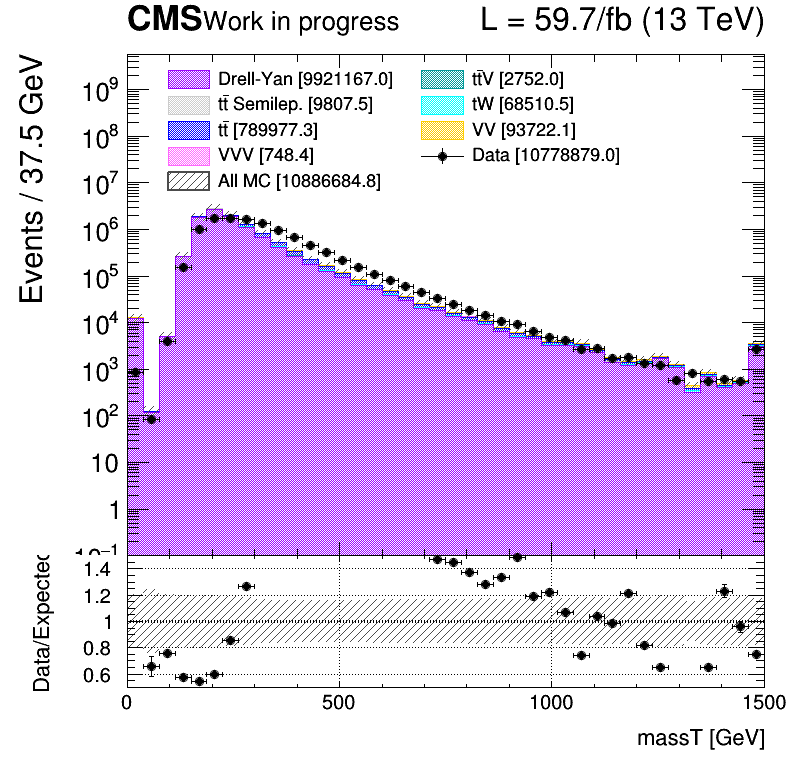 CMS Work in progress L = 59.7/fb (13 TeV)
Events / 37.5 GeV
10⁹
10⁸
10⁷
10⁶
10⁵
10⁴
10³
10²
10
1
10⁻¹
Drell-Yan [9921167.0]
tt̄ Semilep. [9807.5]
tt̄ [789977.3]
VVV [748.4]
All MC [10886684.8]
tt̄V [2752.0]
tW [68510.5]
VV [93722.1]
Data [10778879.0]
Data/Expected
1.4
1.2
1
0.8
0.6
0 500 1000 1500
massT [GeV]